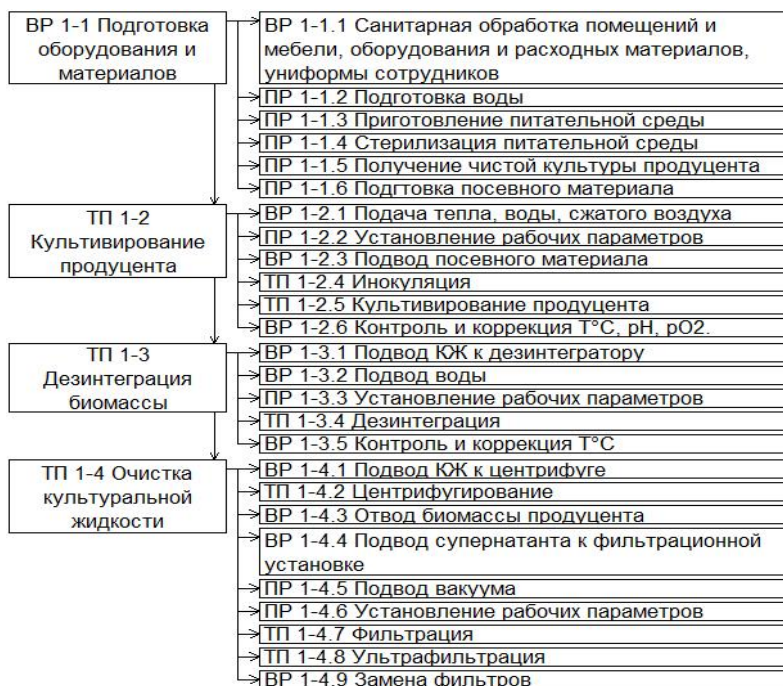 ВР 1-1 Подготовка
оборудования и
материалов
ВР 1-1.1 Санитарная обработка помещений и
мебели, оборудования и расходных материалов,
униформы сотрудников
ПР 1-1.2 Подготовка воды
ПР 1-1.3 Приготовление питательной среды
ПР 1-1.4 Стерилизация питательной среды
ПР 1-1.5 Получение чистой культуры продуцента
ПР 1-1.6 Подгтовка посевного материала
ТП 1-2
Культивирование
продуцента
ВР 1-2.1 Подача тепла, воды, сжатого воздуха
ПР 1-2.2 Установление рабочих параметров
ВР 1-2.3 Подвод посевного материала
ТП 1-2.4 Инокуляция
ТП 1-2.5 Культивирование продуцента
ВР 1-2.6 Контроль и коррекция T°C, pH, pO2.
ТП 1-3
Дезинтеграция
биомассы
ВР 1-3.1 Подвод КЖ к дезинтегратору
ВР 1-3.2 Подвод воды
ПР 1-3.3 Установление рабочих параметров
ТП 1-3.4 Дезинтеграция
ВР 1-3.5 Контроль и коррекция T°C
ТП 1-4 Очистка
культуральной
жидкости
ВР 1-4.1 Подвод КЖ к центрифуге
ТП 1-4.2 Центрифугирование
ВР 1-4.3 Отвод биомассы продуцента
ВР 1-4.4 Подвод супернатанта к фильтрационной
установке
ПР 1-4.5 Подвод вакуума
ПР 1-4.6 Установление рабочих параметров
ТП 1-4.7 Фильтрация
ТП 1-4.8 Ультрафильтрация
ВР 1-4.9 Замена фильтров